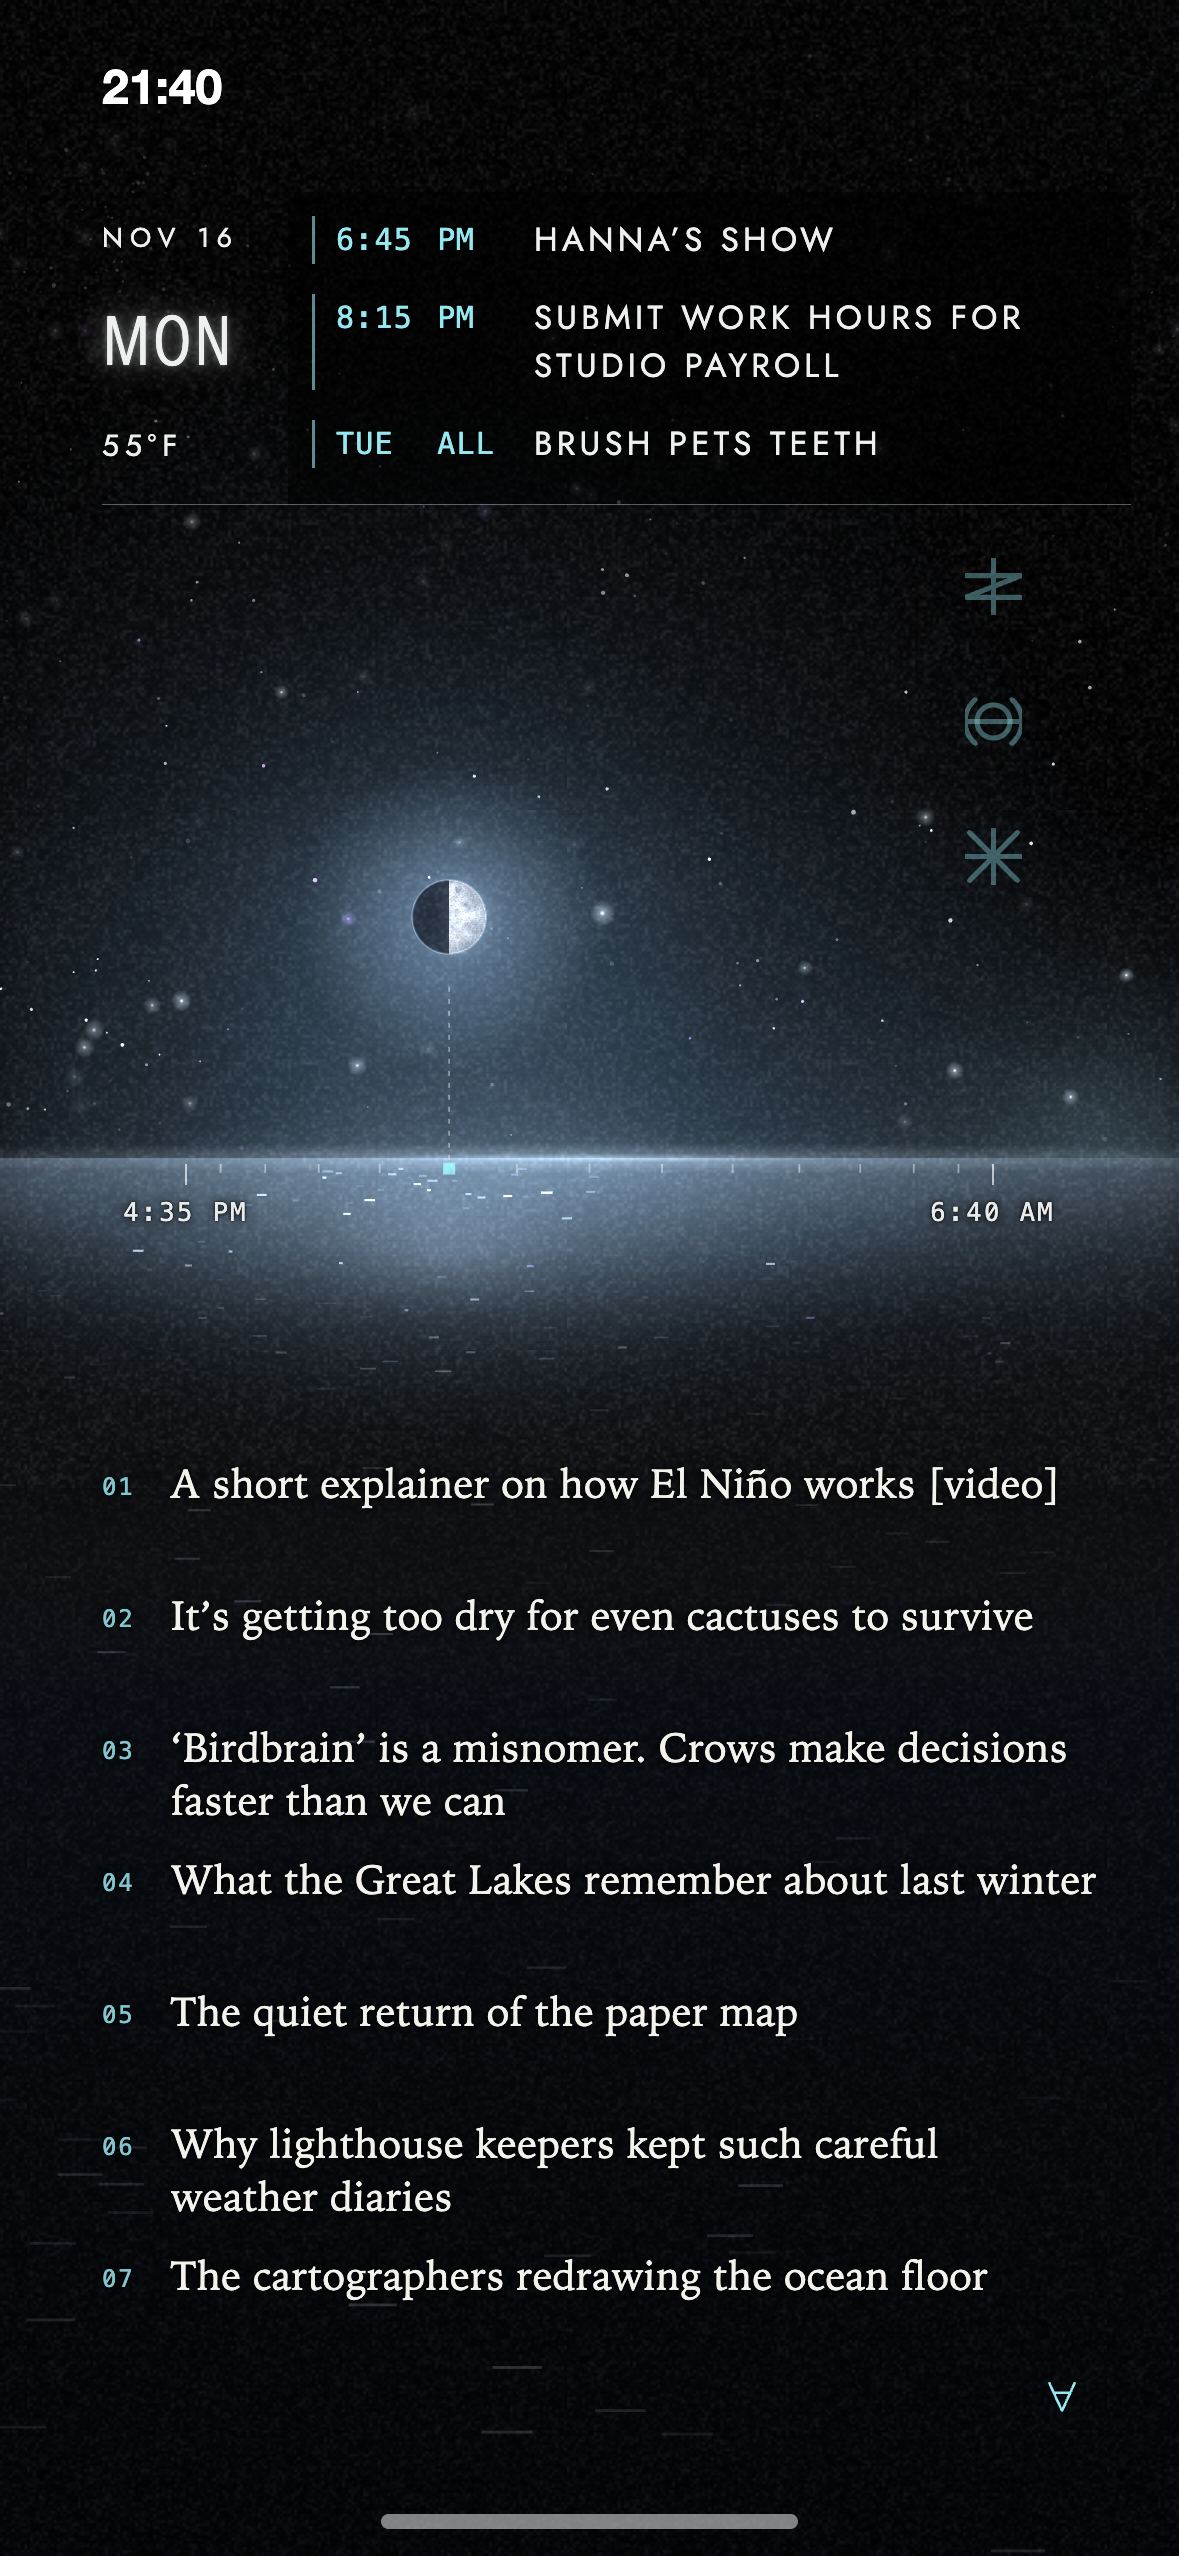 21:40
NOV 16
MON
55°F
6:45 PM HANNA’S SHOW
8:15 PM SUBMIT WORK HOURS FOR
STUDIO PAYROLL
TUE ALL BRUSH PETS TEETH
4:35 PM
6:40 AM
01 A short explainer on how El Niño works [video]
02 It’s getting too dry for even cactuses to survive
03 ‘Birdbrain’ is a misnomer. Crows make decisions
faster than we can
04 What the Great Lakes remember about last winter
05 The quiet return of the paper map
06 Why lighthouse keepers kept such careful
weather diaries
07 The cartographers redrawing the ocean floor